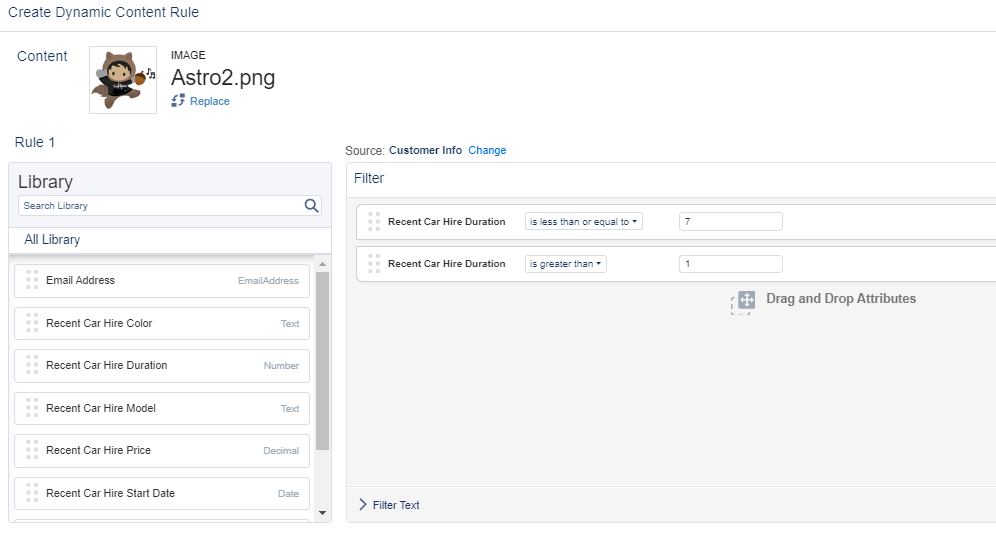 Create Dynamic Content Rule
Content
IMAGE
Astro2.png
Replace
Rule 1
Source: Customer Info Change
Library
Search Library
All Library
Email Address EmailAddress
Recent Car Hire Color Text
Recent Car Hire Duration Number
Recent Car Hire Model Text
Recent Car Hire Price Decimal
Recent Car Hire Start Date Date
Filter
Recent Car Hire Duration is less than or equal to 7
Recent Car Hire Duration is greater than 1
Drag and Drop Attributes
Filter Text